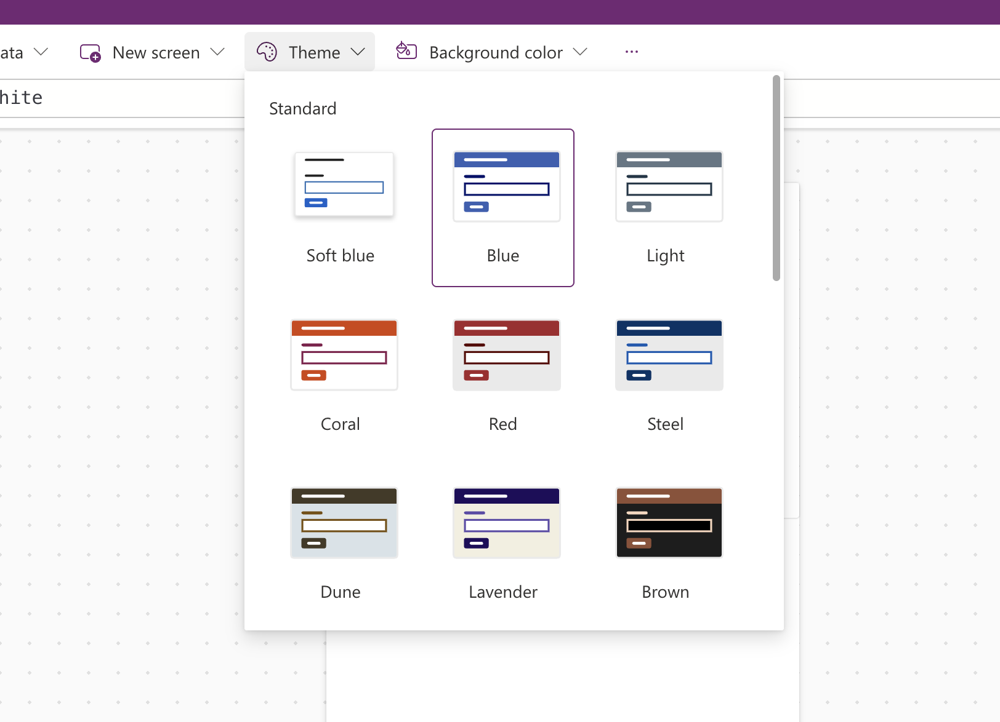 ata New screen Theme Background color ...
hite
Standard
Soft blue Blue Light
Coral Red Steel
Dune Lavender Brown